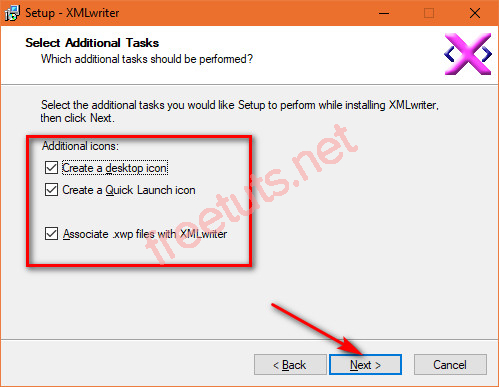 Setup - XMLwriter
Select Additional Tasks
Which additional tasks should be performed?
Select the additional tasks you would like Setup to perform while installing XMLwriter,
then click Next.
Additional icons:
Create a desktop icon
Create a Quick Launch icon
Associate .xwp files with XMLwriter
freetuts.net
< Back
Next >
Cancel